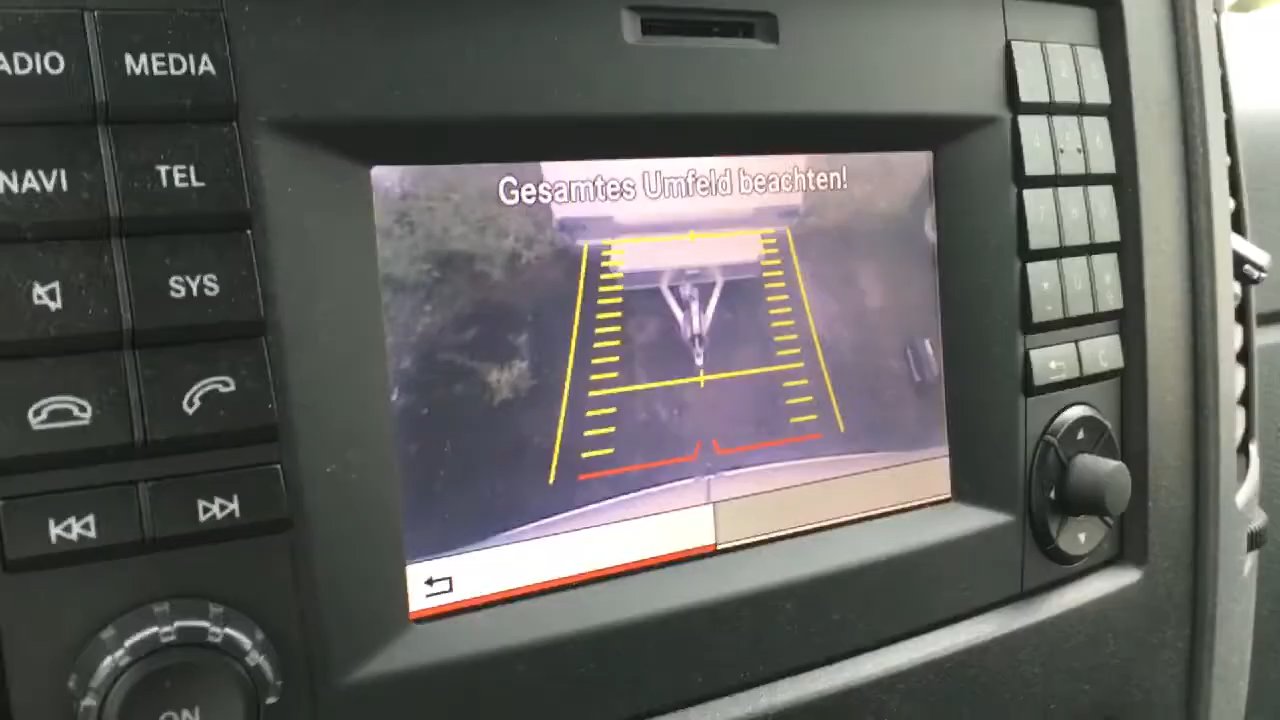 ADIO
MEDIA
NAVI
TEL
SYS
ON
Gesamtes Umfeld beachten!
C